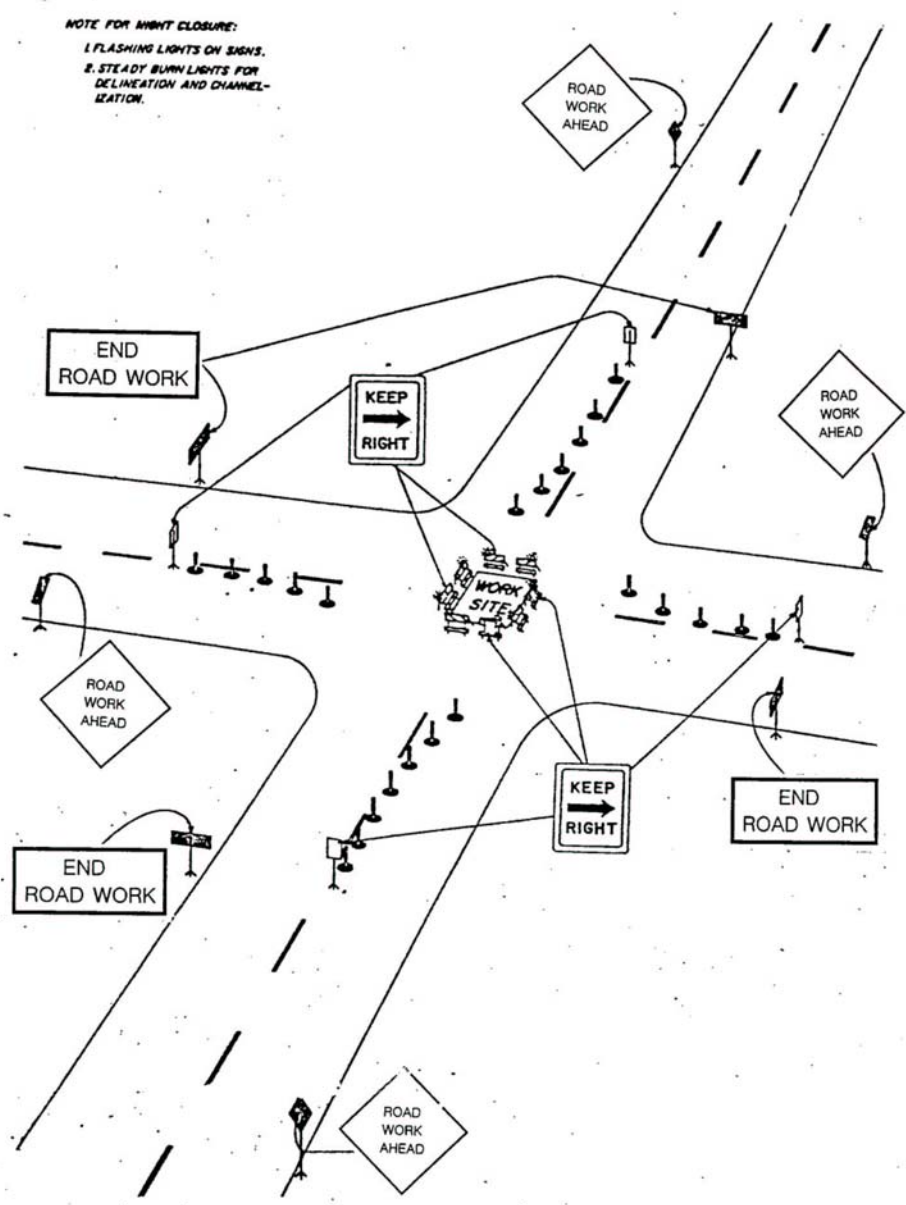 NOTE FOR NIGHT CLOSURE:
1. FLASHING LIGHTS ON SIGNS.
2. STEADY BURN LIGHTS FOR
DELINEATION AND CHANNEL-
IZATION.
ROAD
WORK
AHEAD
END
ROAD WORK
KEEP
RIGHT
ROAD
WORK
AHEAD
WORK
SITE
ROAD
WORK
AHEAD
KEEP
RIGHT
END
ROAD WORK
END
ROAD WORK
ROAD
WORK
AHEAD